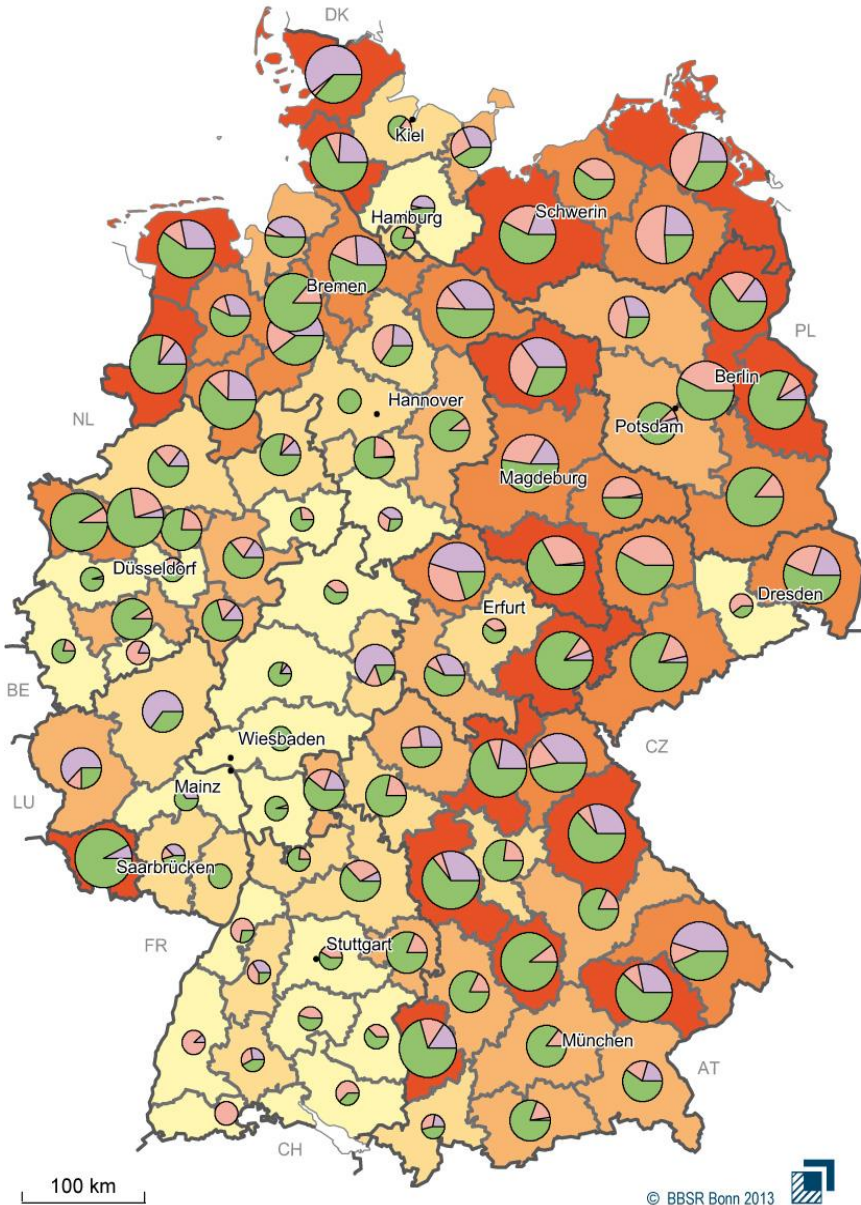 DK
Kiel
Hamburg
Schwerin
Bremen
PL
Berlin
NL
Hannover
Potsdam
Magdeburg
Düsseldorf
Dresden
Erfurt
BE
Wiesbaden
CZ
LU
Mainz
Saarbrücken
FR
Stuttgart
München
AT
CH
100 km
© BBSR Bonn 2013